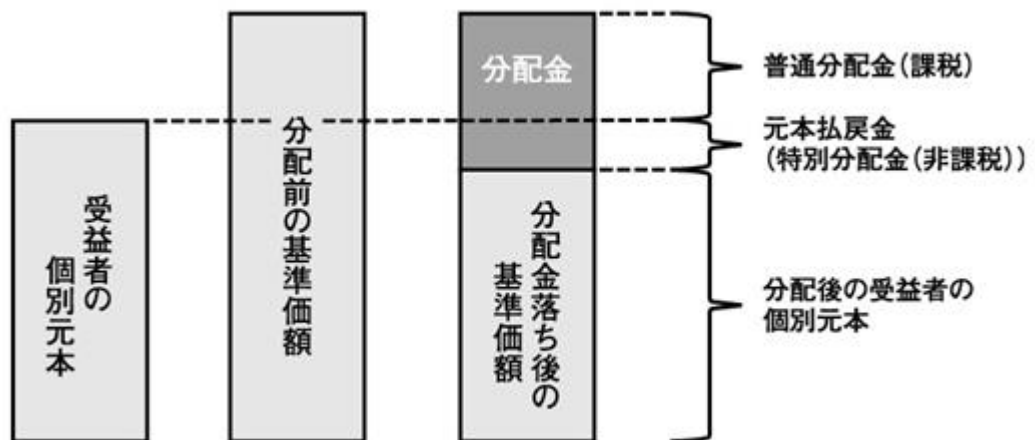 受益者の
個別元本
分配前の基準価額
分配金
分配金落ち後の
基準価額
普通分配金(課税)
元本払戻金
(特別分配金(非課税))
分配後の受益者の
個別元本